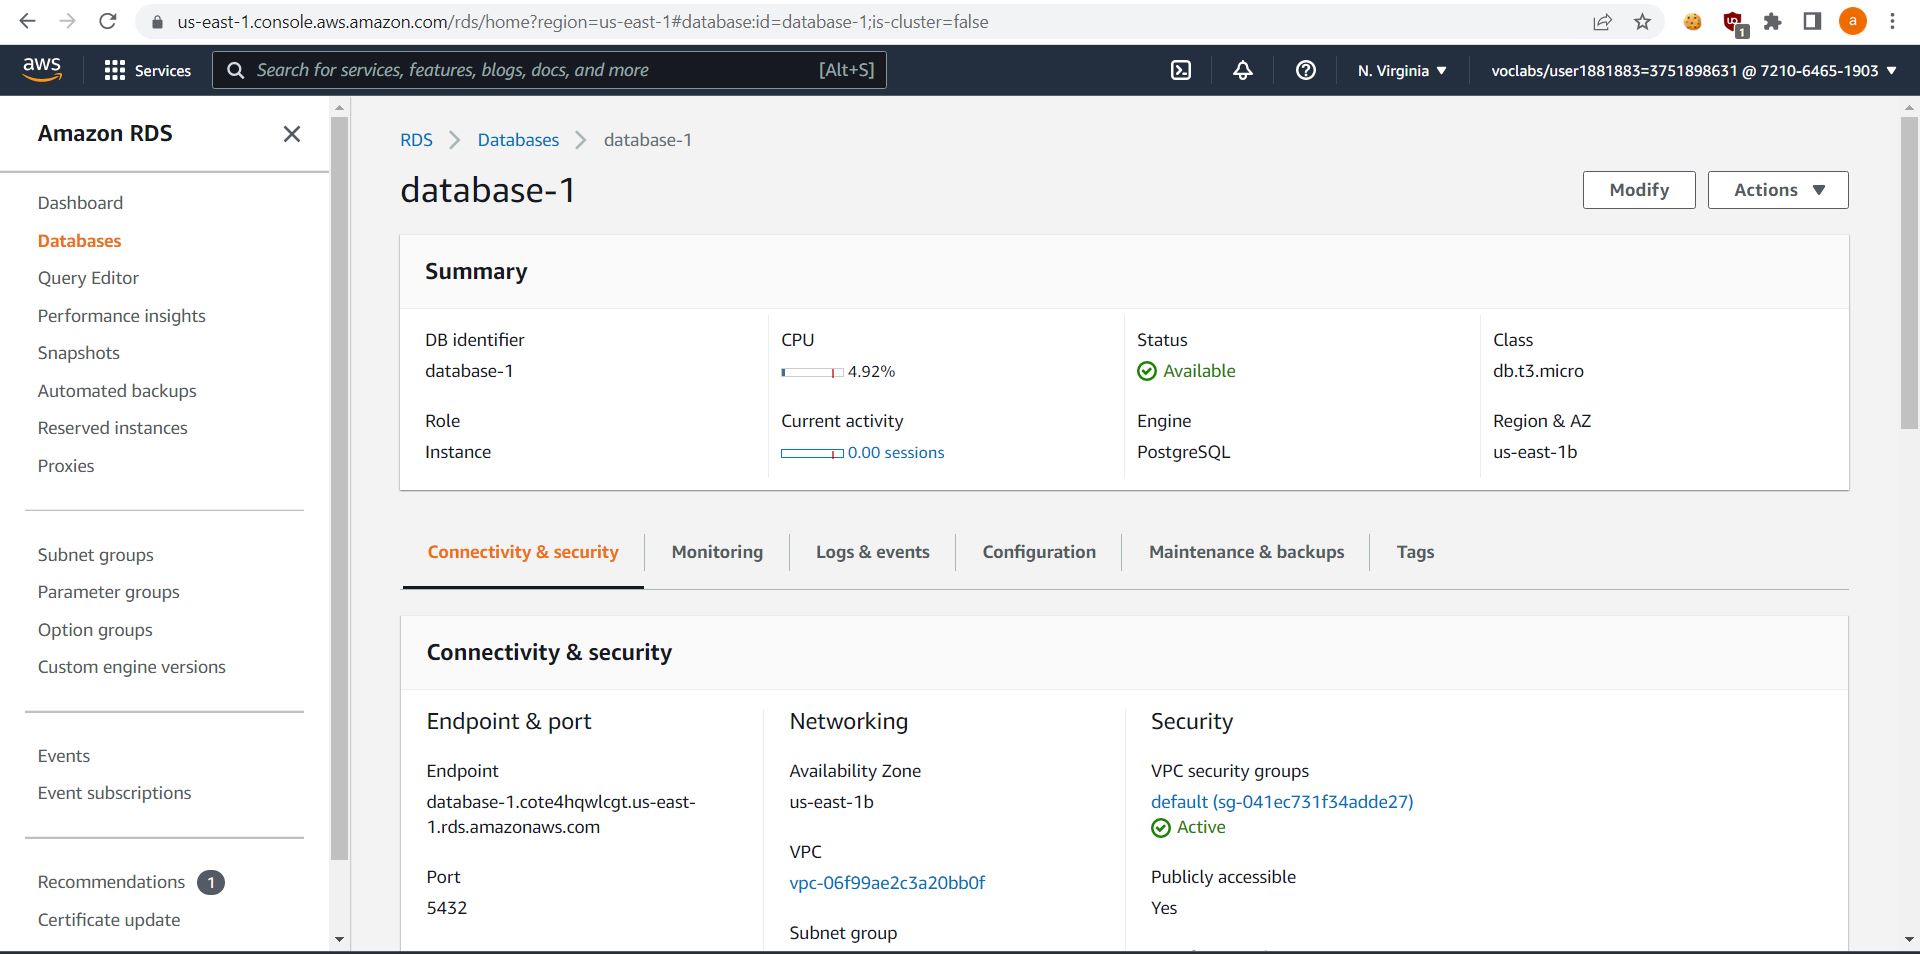 us-east-1.console.aws.amazon.com/rds/home?region=us-east-1#database:id=database-1;is-cluster=false
1
a
aws
Services
Search for services, features, blogs, docs, and more
[Alt+S]
N. Virginia
voclabs/user1881883=3751898631 @ 7210-6465-1903
Amazon RDS
Dashboard
Databases
Query Editor
Performance insights
Snapshots
Automated backups
Reserved instances
Proxies
Subnet groups
Parameter groups
Option groups
Custom engine versions
Events
Event subscriptions
Recommendations 1
Certificate update
RDS
Databases
database-1
database-1
Modify
Actions
Summary
DB identifier
database-1
CPU
4.92%
Status
Available
Class
db.t3.micro
Role
Instance
Current activity
0.00 sessions
Engine
PostgreSQL
Region & AZ
us-east-1b
Connectivity & security
Monitoring
Logs & events
Configuration
Maintenance & backups
Tags
Connectivity & security
Endpoint & port
Endpoint
database-1.cote4hqwlcgt.us-east-
1.rds.amazonaws.com
Port
5432
Networking
Availability Zone
us-east-1b
VPC
vpc-06f99ae2c3a20bb0f
Subnet group
Security
VPC security groups
default (sg-041ec731f34adde27)
Active
Publicly accessible
Yes